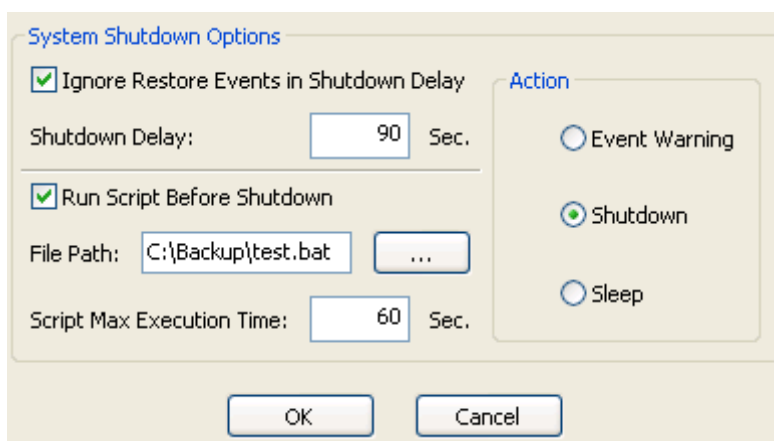 System Shutdown Options
Ignore Restore Events in Shutdown Delay
Shutdown Delay: 90 Sec.
Run Script Before Shutdown
File Path: C:\Backup\test.bat ...
Script Max Execution Time: 60 Sec.
Action
Event Warning
Shutdown
Sleep
OK
Cancel